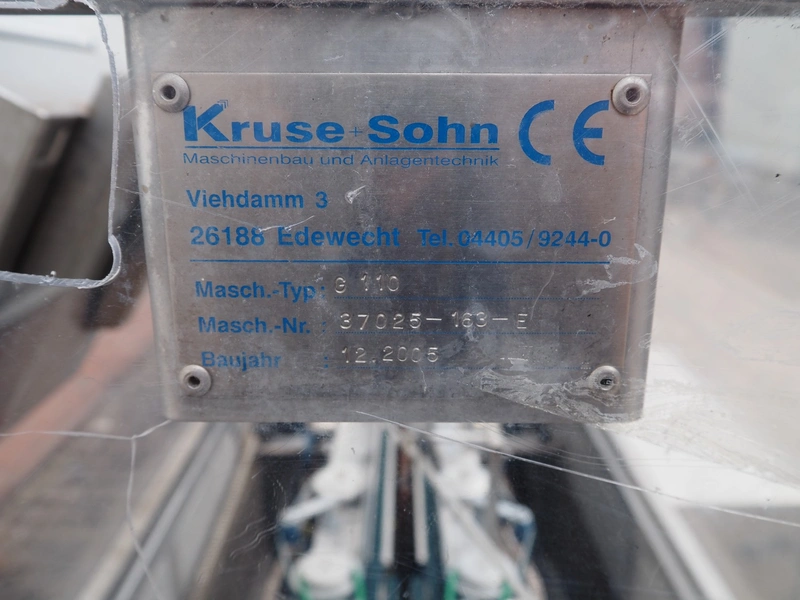 Kruse+Sohn CE
Maschinenbau und Anlagentechnik
Viehdamm 3
26188 Edewecht Tel. 04405/9244-0
Masch.-Typ: G 110
Masch.-Nr. : 37025-163-E
Baujahr : 12.2005